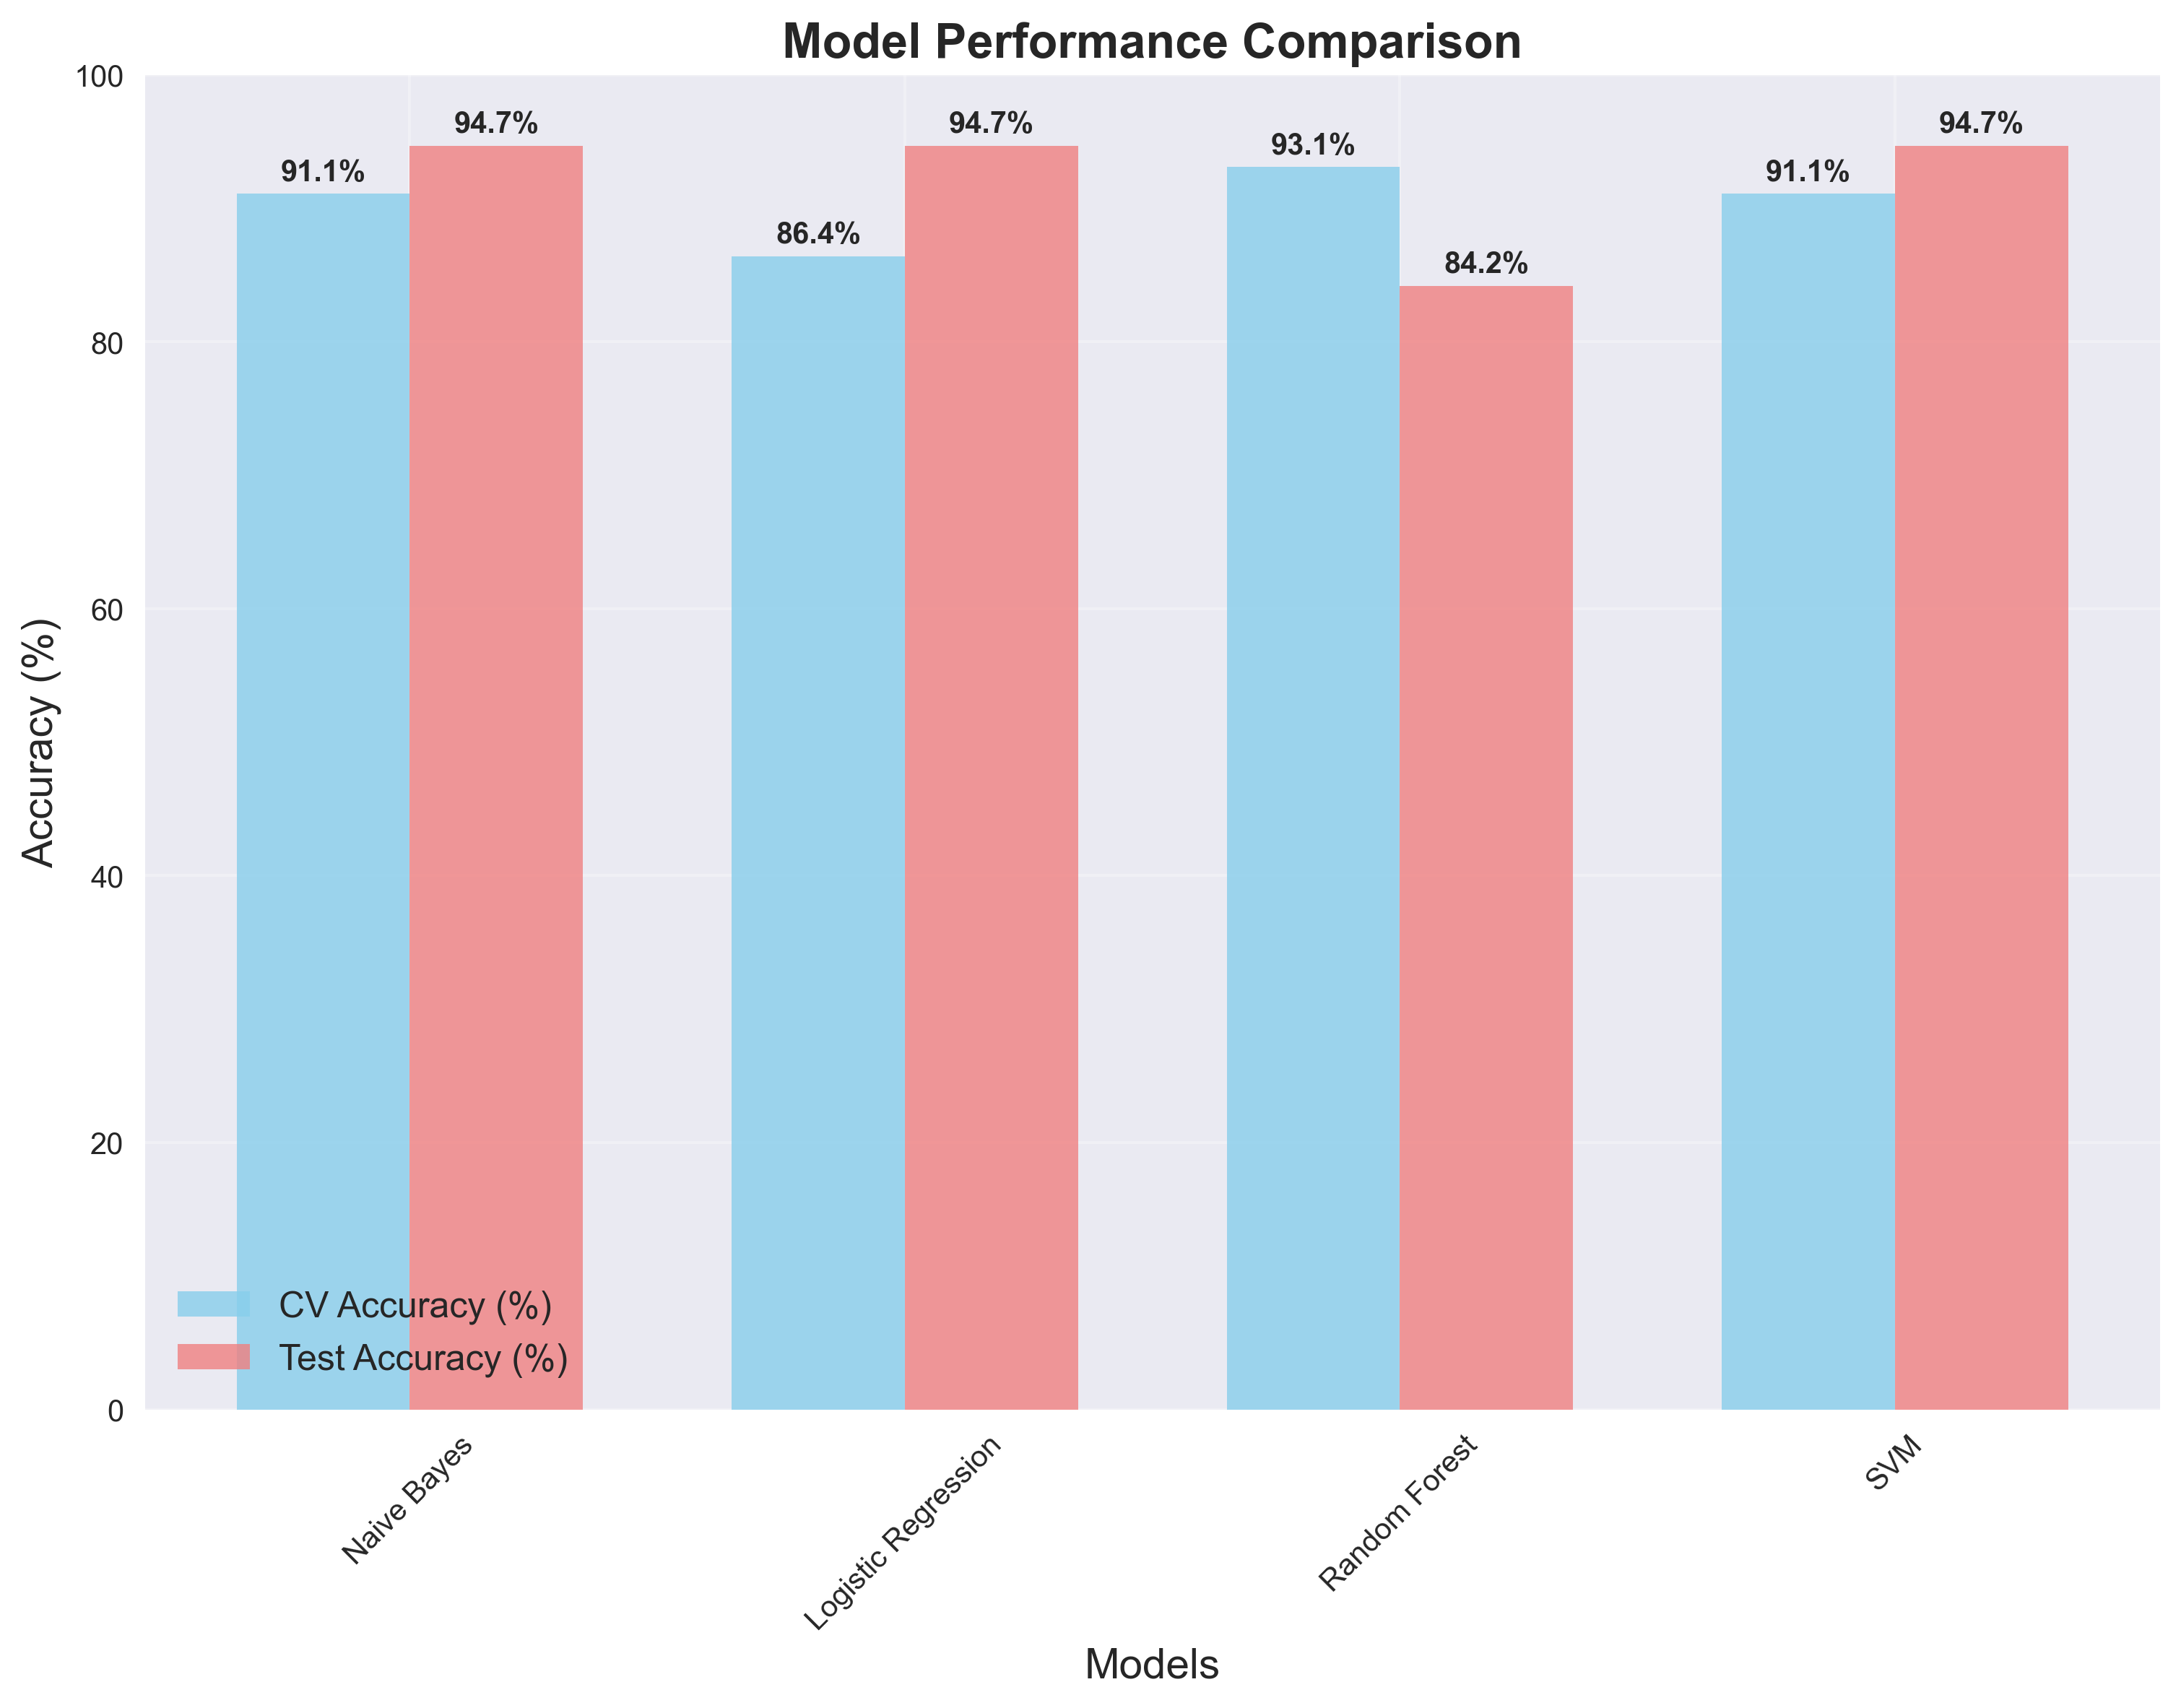 Model Performance Comparison
100
80
60
40
20
0
Accuracy (%)
91.1%
94.7%
86.4%
94.7%
93.1%
84.2%
91.1%
94.7%
CV Accuracy (%)
Test Accuracy (%)
Naive Bayes
Logistic Regression
Random Forest
SVM
Models